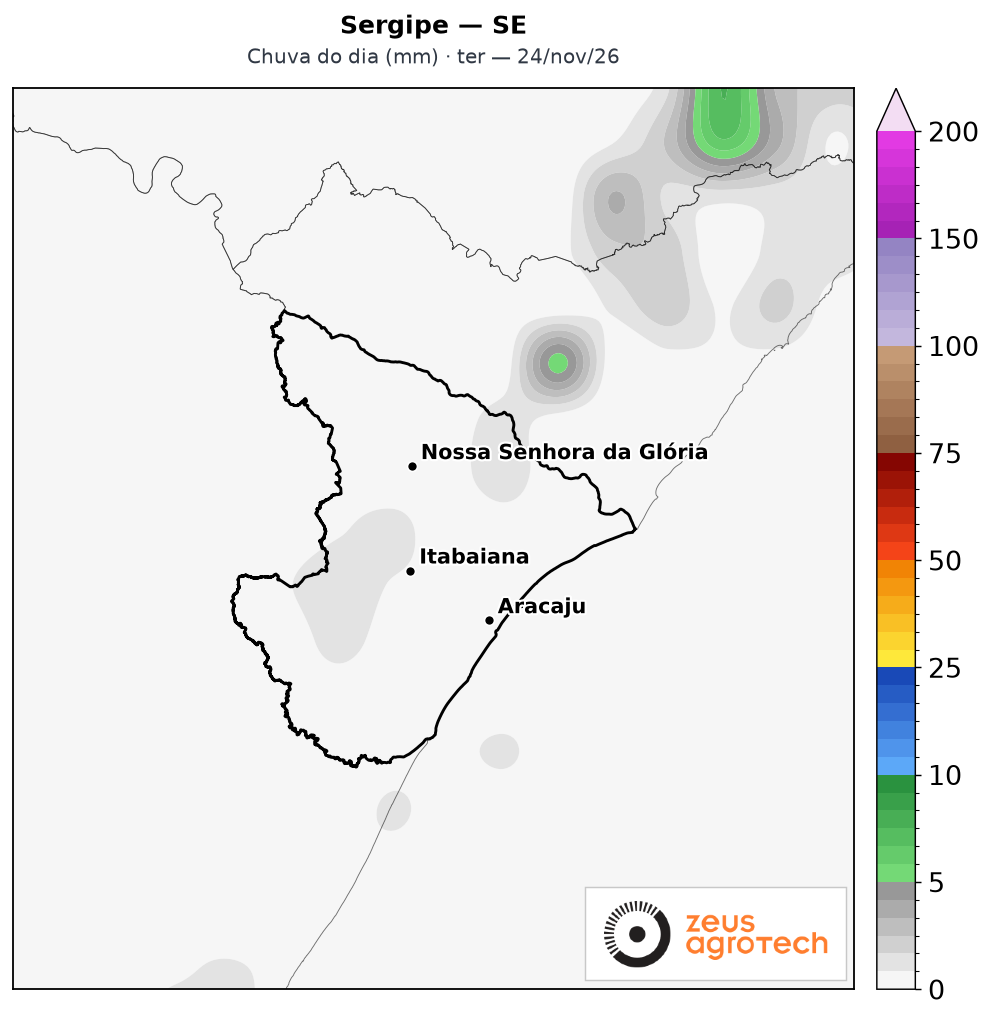 Sergipe — SE
Chuva do dia (mm) · ter — 24/nov/26
200
150
100
75
50
25
10
5
0
Nossa Senhora da Glória
Itabaiana
Aracaju
zeus
agrotech